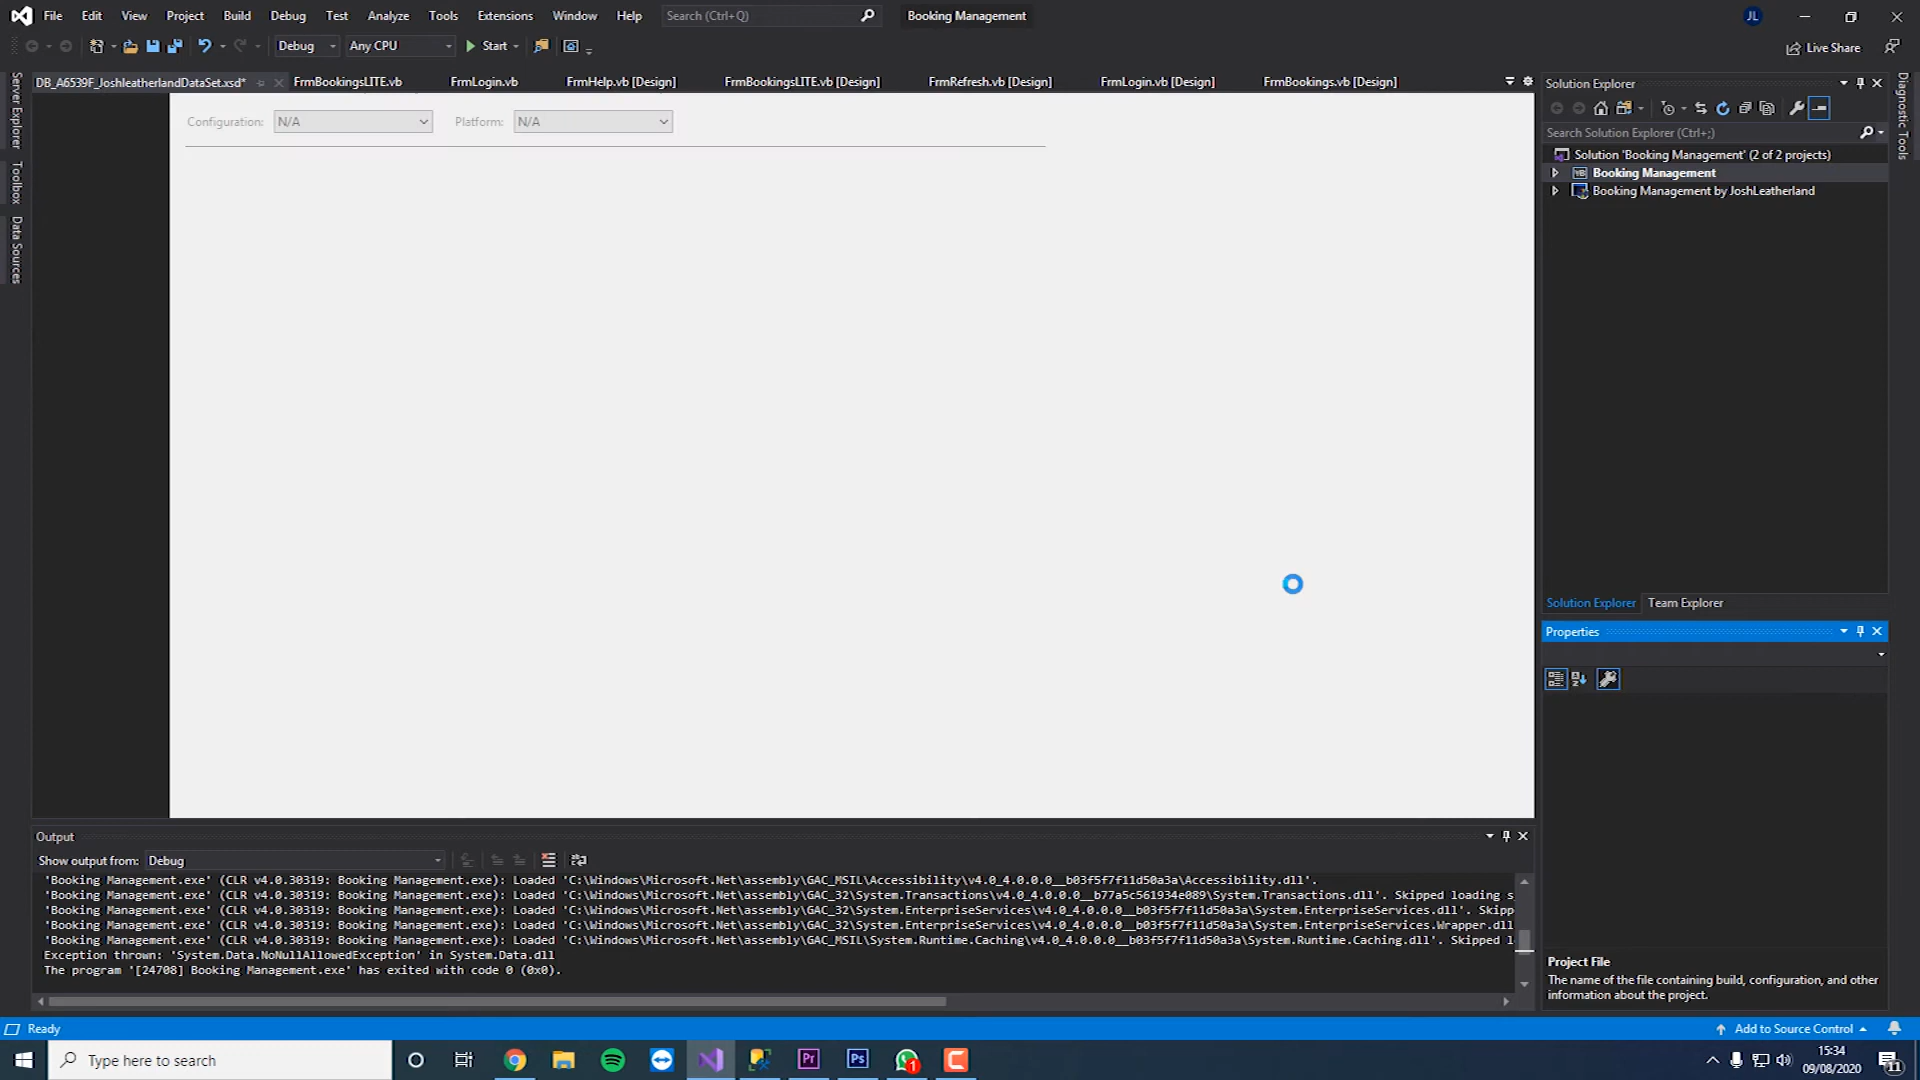 File Edit View Project Build Debug Test Analyze Tools Extensions Window Help Search (Ctrl+Q) Booking Management JL
Debug Any CPU Start Live Share
DB_A6539F_JoshleatherlandDataSet.xsd* FrmBookingsLITE.vb FrmLogin.vb FrmHelp.vb [Design] FrmBookingsLITE.vb [Design] FrmRefresh.vb [Design] FrmLogin.vb [Design] FrmBookings.vb [Design]
Server Explorer
Toolbox
Data Sources
Configuration: N/A Platform: N/A
Solution Explorer
Search Solution Explorer (Ctrl+;)
Solution 'Booking Management' (2 of 2 projects)
Booking Management
Booking Management by JoshLeatherland
Diagnostic Tools
Solution Explorer Team Explorer
Properties
Project File
The name of the file containing build, configuration, and other
information about the project.
Output
Show output from: Debug
'Booking Management.exe' (CLR v4.0.30319: Booking Management.exe): Loaded 'C:\Windows\Microsoft.Net\assembly\GAC_MSIL\Accessibility\v4.0_4.0.0.0__b03f5f7f11d50a3a\Accessibility.dll'.
'Booking Management.exe' (CLR v4.0.30319: Booking Management.exe): Loaded 'C:\Windows\Microsoft.Net\assembly\GAC_32\System.Transactions\v4.0_4.0.0.0__b77a5c561934e089\System.Transactions.dll'. Skipped loading s
'Booking Management.exe' (CLR v4.0.30319: Booking Management.exe): Loaded 'C:\Windows\Microsoft.Net\assembly\GAC_32\System.EnterpriseServices\v4.0_4.0.0.0__b03f5f7f11d50a3a\System.EnterpriseServices.dll'. Skipp
'Booking Management.exe' (CLR v4.0.30319: Booking Management.exe): Loaded 'C:\Windows\Microsoft.Net\assembly\GAC_32\System.EnterpriseServices\v4.0_4.0.0.0__b03f5f7f11d50a3a\System.EnterpriseServices.Wrapper.dll
'Booking Management.exe' (CLR v4.0.30319: Booking Management.exe): Loaded 'C:\Windows\Microsoft.Net\assembly\GAC_MSIL\System.Runtime.Caching\v4.0_4.0.0.0__b03f5f7f11d50a3a\System.Runtime.Caching.dll'. Skipped l
Exception thrown: 'System.Data.NoNullAllowedException' in System.Data.dll
The program '[24708] Booking Management.exe' has exited with code 0 (0x0).
Ready Add to Source Control
Type here to search Pr Ps 1 15:34
09/08/2020 11